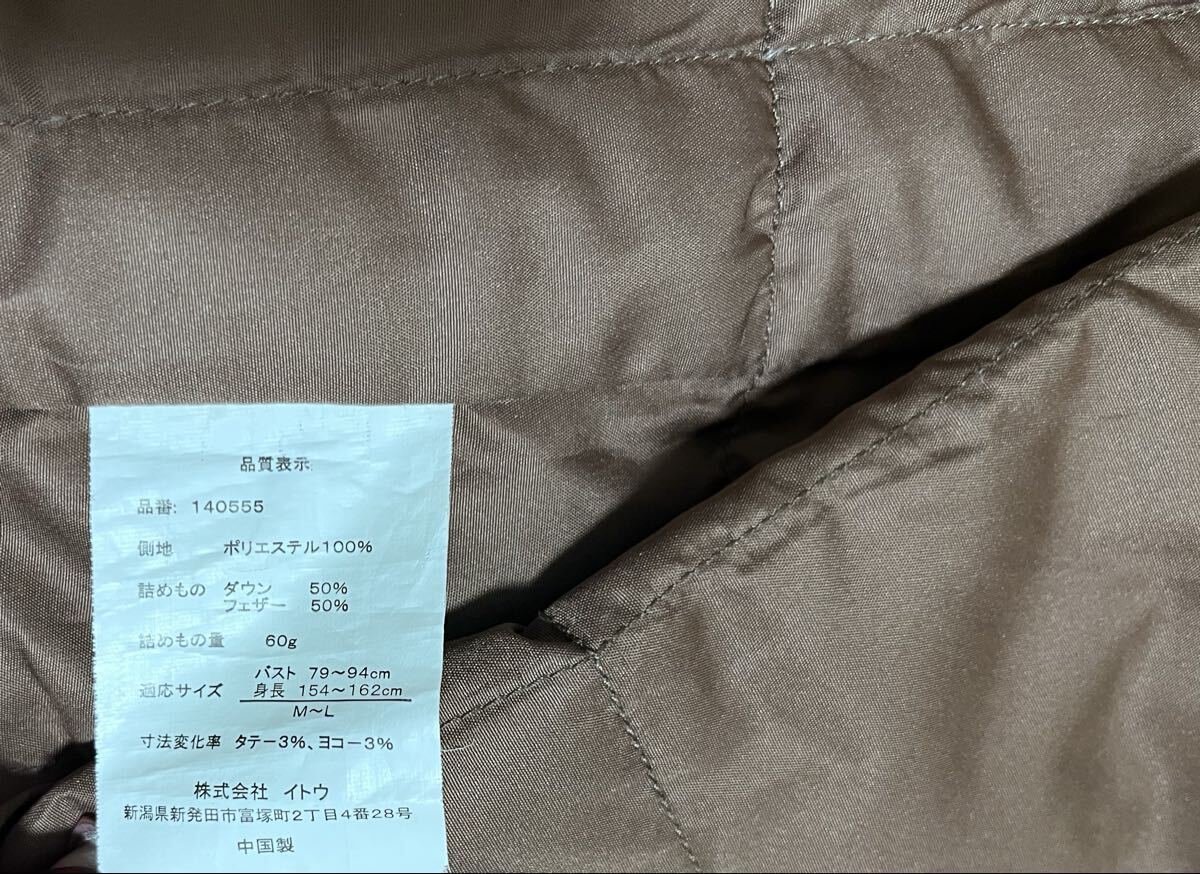 品質表示
品番: 140555
側地 ポリエステル100%
詰めもの ダウン 50%
フェザー 50%
詰めもの量 60g
適応サイズ バスト 79～94cm
身長 154～162cm
M～L
寸法変化率 タテー3%、ヨコー3%
株式会社 イトウ
新潟県新発田市富塚町2丁目4番28号
中国製